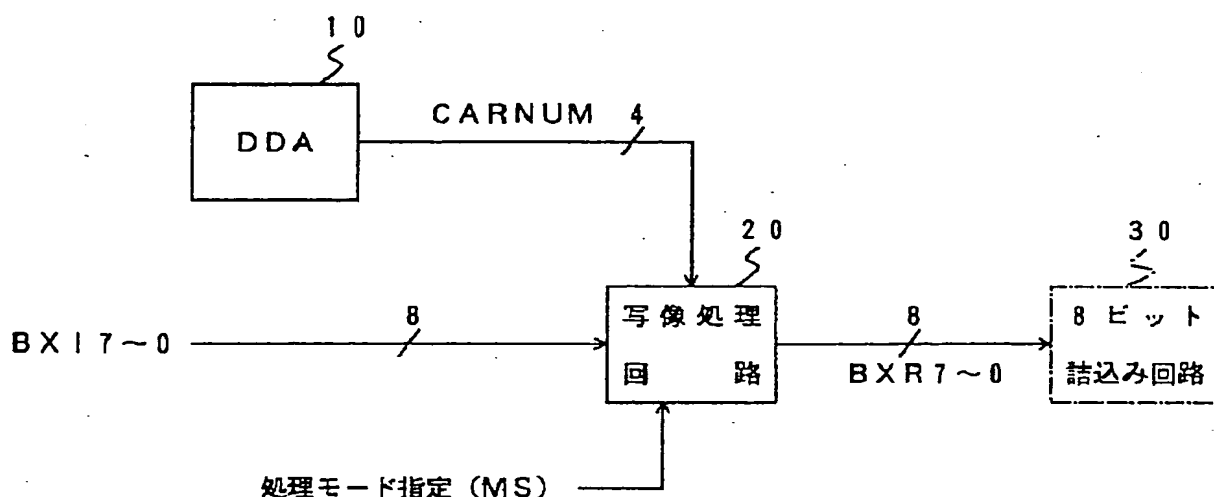 10
CARNUM 4
DDA
20
30
8
写像処理
回路
8
8ビット
詰込み回路
BXI7~0
BXR7~0
処理モード指定(MS)